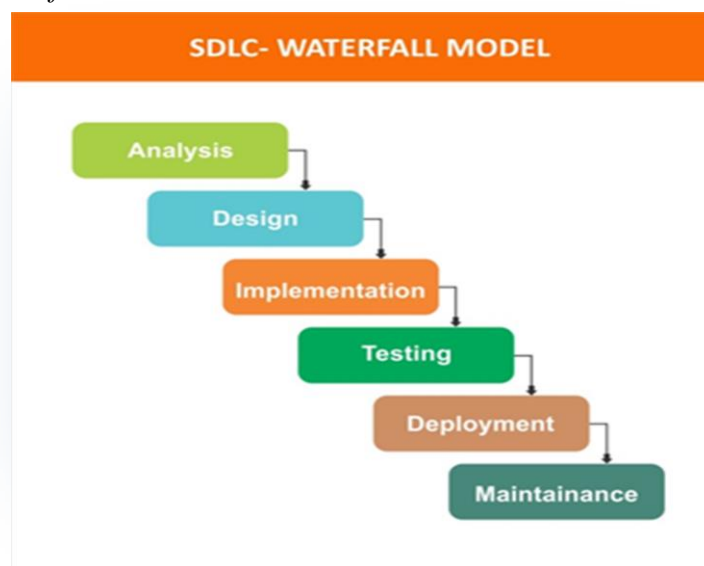 SDLC- WATERFALL MODEL
Analysis
Design
Implementation
Testing
Deployment
Maintainance